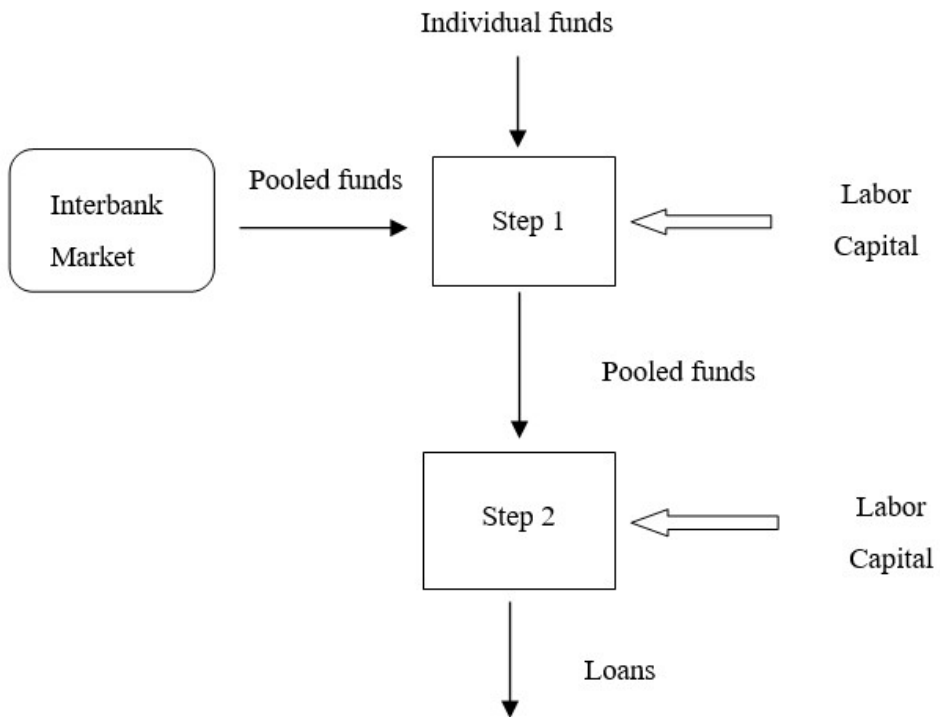 Individual funds
Interbank
Market
Pooled funds
Step 1
Labor
Capital
Pooled funds
Step 2
Labor
Capital
Loans